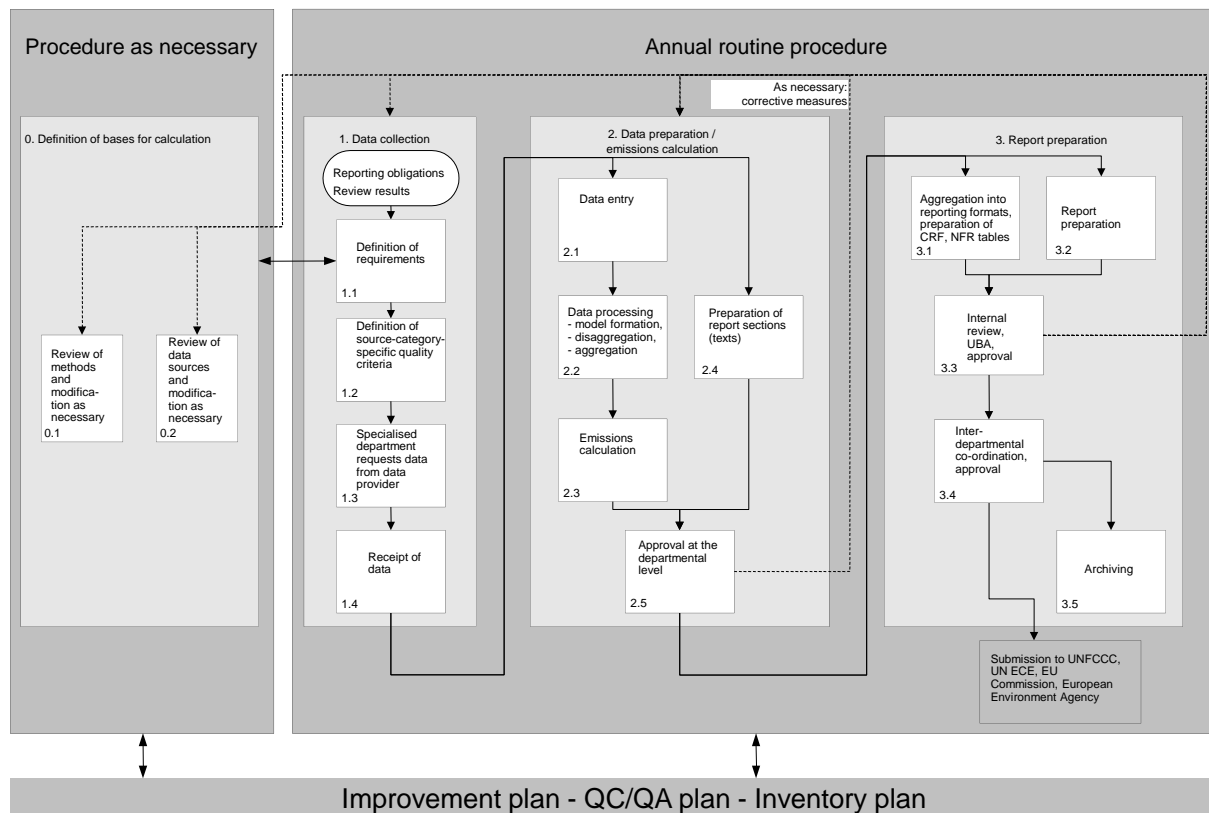 Procedure as necessary
Annual routine procedure
As necessary:
corrective measures
0. Definition of bases for calculation
Review of
methods
and
modifica-
tion as
necessary
0.1
Review of
data
sources
and
modifica-
tion as
necessary
0.2
1. Data collection
Reporting obligations
Review results
Definition of
requirements
1.1
Definition of
source-category-
specific quality
criteria
1.2
Specialised
department
requests data
from data
provider
1.3
Receipt of
data
1.4
2. Data preparation /
emissions calculation
Data entry
2.1
Data processing
- model formation,
- disaggregation,
- aggregation
2.2
Emissions
calculation
2.3
Preparation of
report sections
(texts)
2.4
Approval at the
departmental
level
2.5
3. Report preparation
Aggregation into
reporting formats,
preparation of
CRF, NFR tables
3.1
Report
preparation
3.2
Internal
review,
UBA,
approval
3.3
Inter-
departmental
co-ordination,
approval
3.4
Archiving
3.5
Submission to UNFCCC,
UN ECE, EU
Commission, European
Environment Agency
Improvement plan - QC/QA plan - Inventory plan